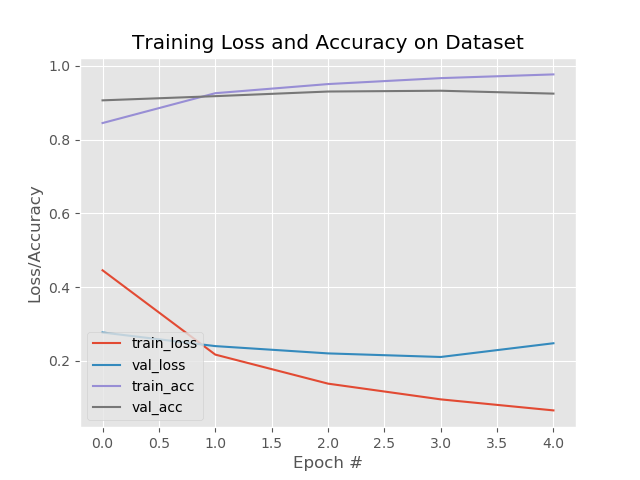 Training Loss and Accuracy on Dataset
1.0
0.8
0.6
0.4
0.2
Loss/Accuracy
train_loss
val_loss
train_acc
val_acc
0.0 0.5 1.0 1.5 2.0 2.5 3.0 3.5 4.0
Epoch #